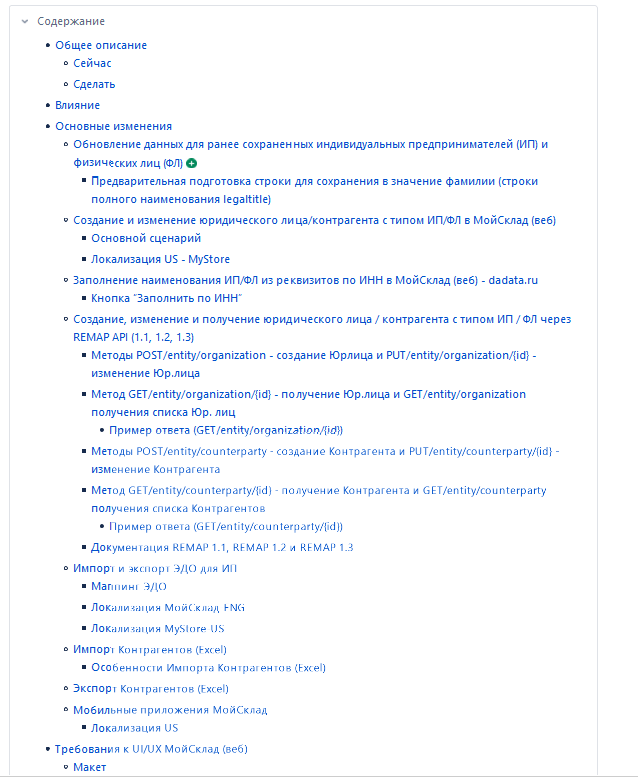 Содержание
Общее описание
Сейчас
Сделать
Влияние
Основные изменения
Обновление данных для ранее сохраненных индивидуальных предпринимателей (ИП) и
физических лиц (ФЛ)
Предварительная подготовка строки для сохранения в значение фамилии (строки
полного наименования legaltitle)
Создание и изменение юридического лица/контрагента с типом ИП/ФЛ в МойСклад (веб)
Основной сценарий
Локализация US - MyStore
Заполнение наименования ИП/ФЛ из реквизитов по ИНН в МойСклад (веб) - dadata.ru
Кнопка "Заполнить по ИНН"
Создание, изменение и получение юридического лица / контрагента с типом ИП / ФЛ через
REMAP API (1.1, 1.2, 1.3)
Методы POST/entity/organization - создание Юрлица и PUT/entity/organization/{id} -
изменение Юр.лица
Метод GET/entity/organization/{id} - получение Юр.лица и GET/entity/organization
получения списка Юр. лиц
Пример ответа (GET/entity/organization/{id})
Методы POST/entity/counterparty - создание Контрагента и PUT/entity/counterparty/{id} -
изменение Контрагента
Метод GET/entity/counterparty/{id} - получение Контрагента и GET/entity/counterparty
получения списка Контрагентов
Пример ответа (GET/entity/counterparty/{id})
Документация REMAP 1.1, REMAP 1.2 и REMAP 1.3
Импорт и экспорт ЭДО для ИП
Маппинг ЭДО
Локализация МойСклад ENG
Локализация MyStore US
Импорт Контрагентов (Excel)
Особенности Импорта Контрагентов (Excel)
Экспорт Контрагентов (Excel)
Мобильные приложения МойСклад
Локализация US
Требования к UI/UX МойСклад (веб)
Макет